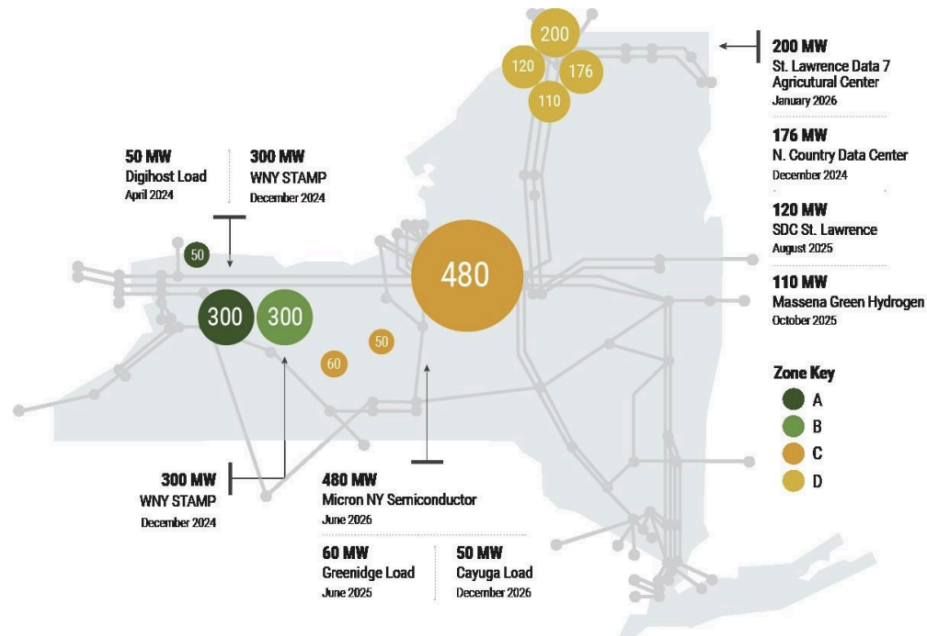 200
120
176
110
200 MW
St. Lawrence Data 7
Agricutural Center
January 2026
176 MW
N. Country Data Center
December 2024
120 MW
SDC St. Lawrence
August 2025
110 MW
Massena Green Hydrogen
October 2025
50 MW
Digihost Load
April 2024
300 MW
WNY STAMP
December 2024
50
480
300
300
50
60
Zone Key
A
B
C
D
300 MW
WNY STAMP
December 2024
480 MW
Micron NY Semiconductor
June 2026
60 MW
Greenidge Load
June 2025
50 MW
Cayuga Load
December 2026